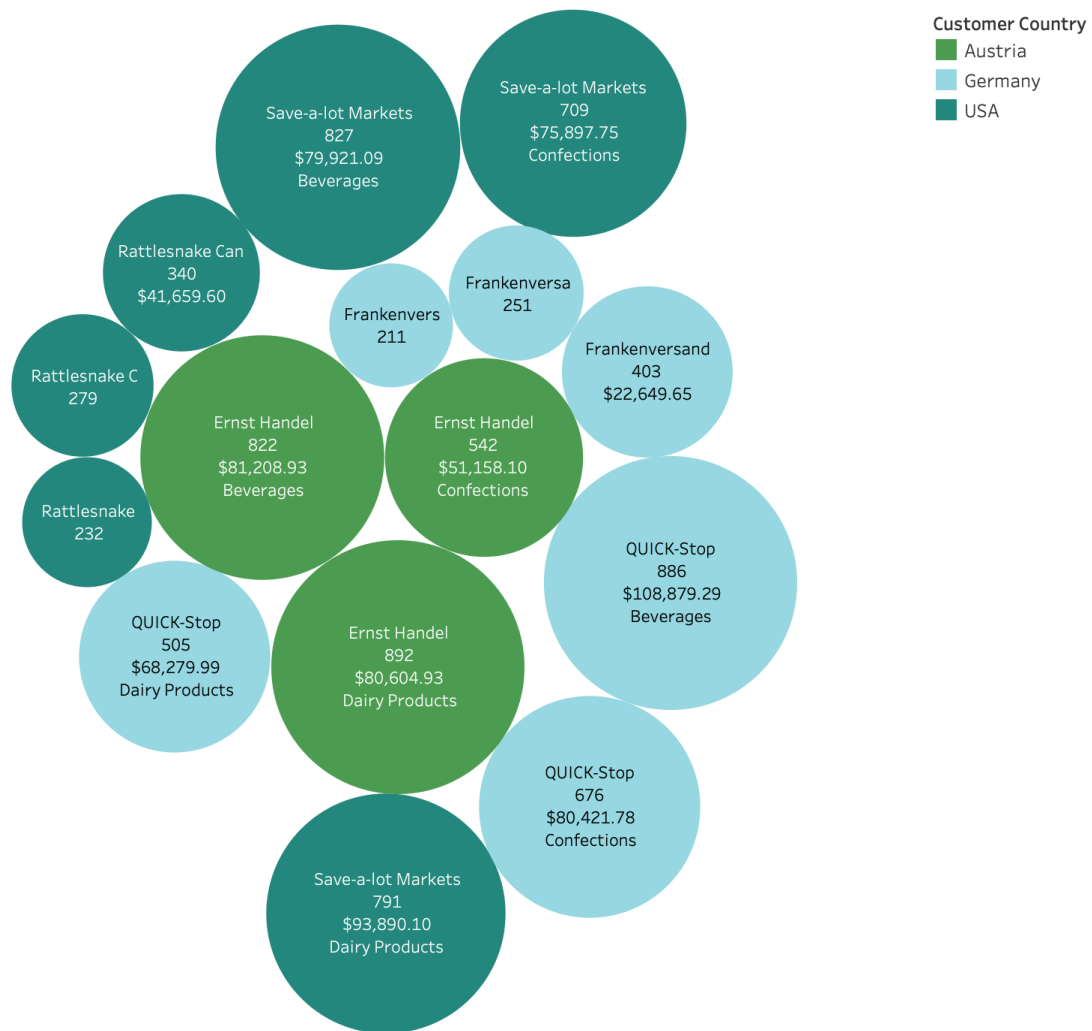 Customer Country
Austria
Germany
USA
Save-a-lot Markets
709
$75,897.75
Confections
Save-a-lot Markets
827
$79,921.09
Beverages
Rattlesnake Can
340
$41,659.60
Frankenversa
251
Frankenvers
211
Frankenversand
403
$22,649.65
Rattlesnake C
279
Ernst Handel
822
$81,208.93
Beverages
Ernst Handel
542
$51,158.10
Confections
Rattlesnake
232
QUICK-Stop
886
$108,879.29
Beverages
QUICK-Stop
505
$68,279.99
Dairy Products
Ernst Handel
892
$80,604.93
Dairy Products
QUICK-Stop
676
$80,421.78
Confections
Save-a-lot Markets
791
$93,890.10
Dairy Products